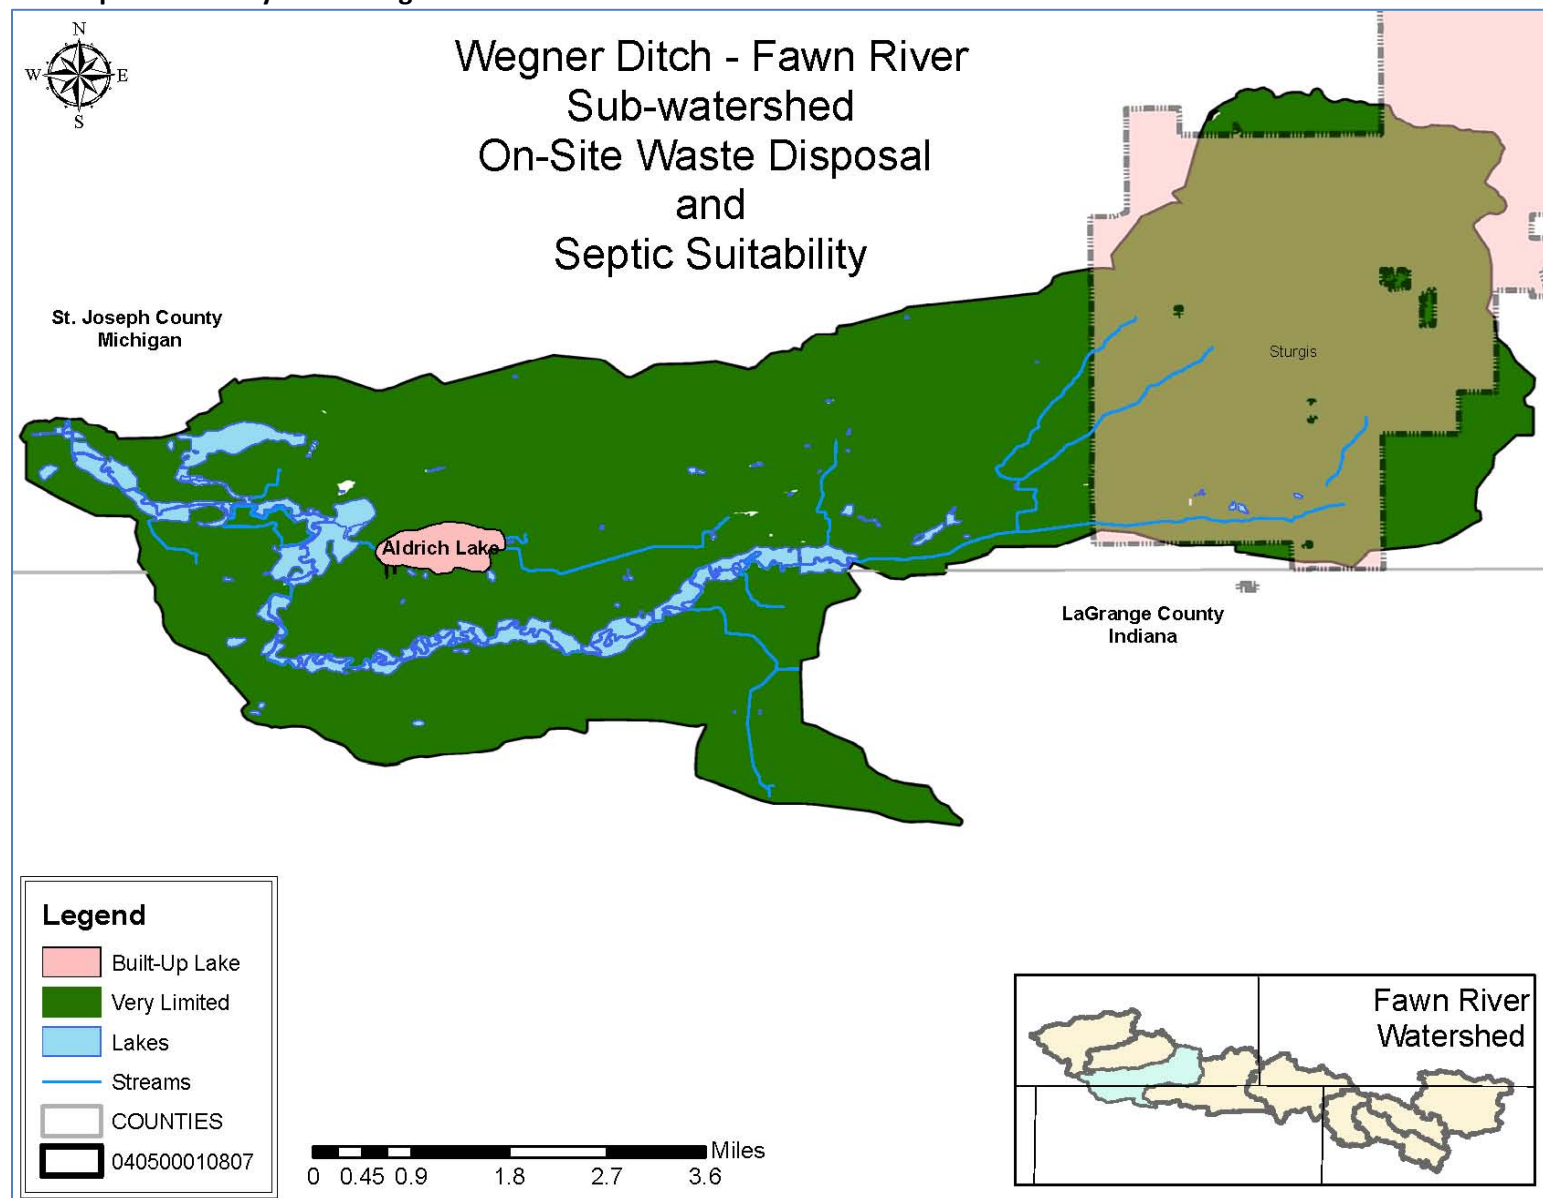 N
W E
S
Wegner Ditch - Fawn River
Sub-watershed
On-Site Waste Disposal
and
Septic Suitability
St. Joseph County
Michigan
Sturgis
Aldrich Lake
LaGrange County
Indiana
Legend
Built-Up Lake
Very Limited
Lakes
Streams
COUNTIES
040500010807
Miles
0 0.45 0.9 1.8 2.7 3.6
Fawn River
Watershed